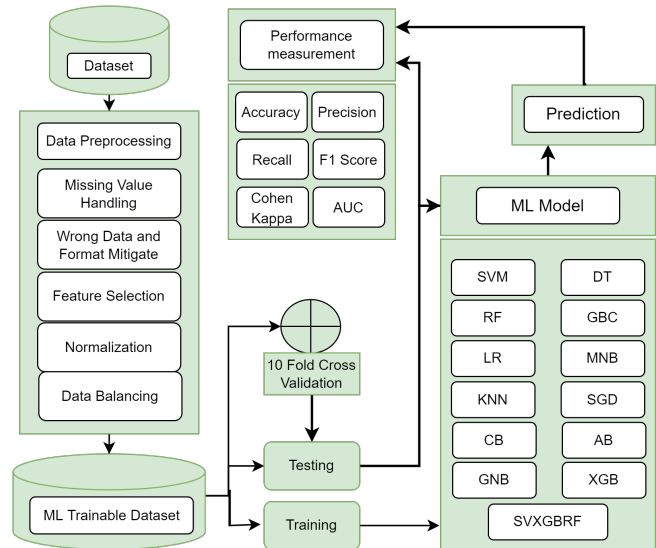 Dataset
Data Preprocessing
Missing Value
Handling
Wrong Data and
Format Mitigate
Feature Selection
Normalization
Data Balancing
ML Trainable Dataset
Performance
measurement
Accuracy
Precision
Recall
F1 Score
Cohen
Kappa
AUC
10 Fold Cross
Validation
Testing
Training
Prediction
ML Model
SVM
DT
RF
GBC
LR
MNB
KNN
SGD
CB
AB
GNB
XGB
SVXGBRF